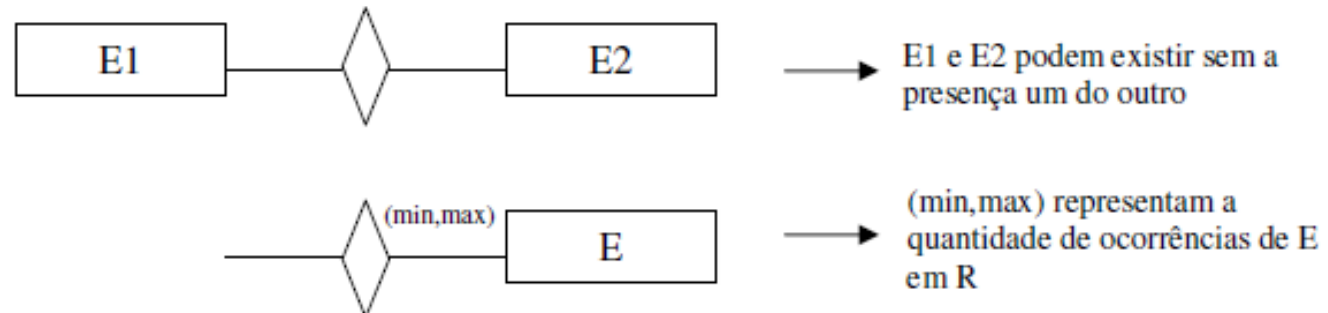 E1
E2
E1 e E2 podem existir sem a
presença um do outro
(min,max)
E
(min,max) representam a
quantidade de ocorrências de E
em R